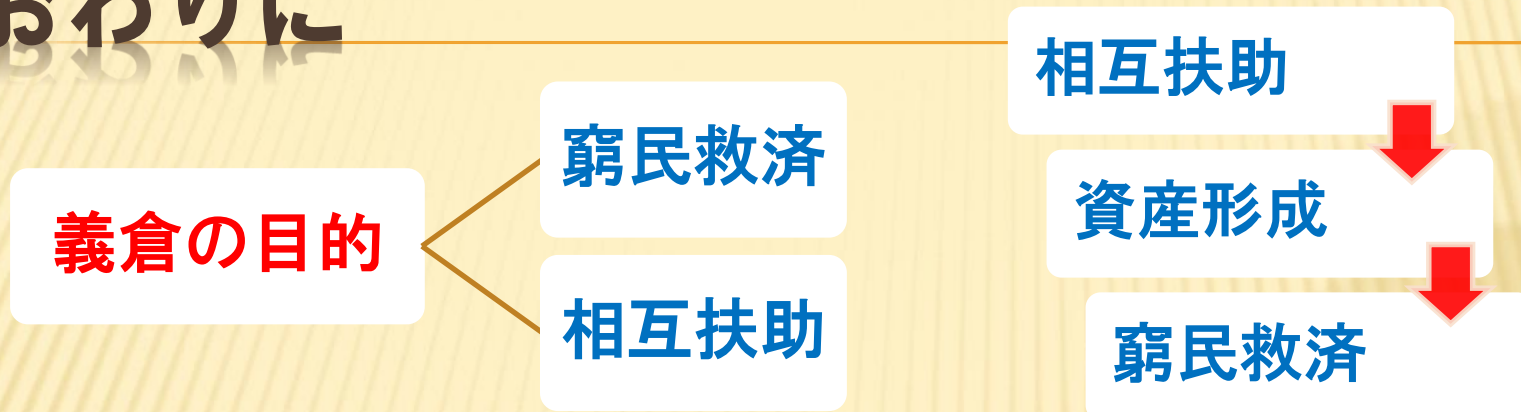 おわりに
義倉の目的
窮民救済
相互扶助
相互扶助
資産形成
窮民救済